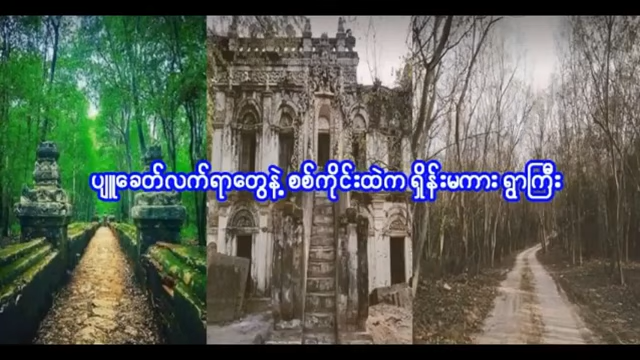 ပျူခေတ်လက်ရာတွေနဲ့ စစ်ကိုင်းထဲက ရှိန်းမကား ရွာကြီး